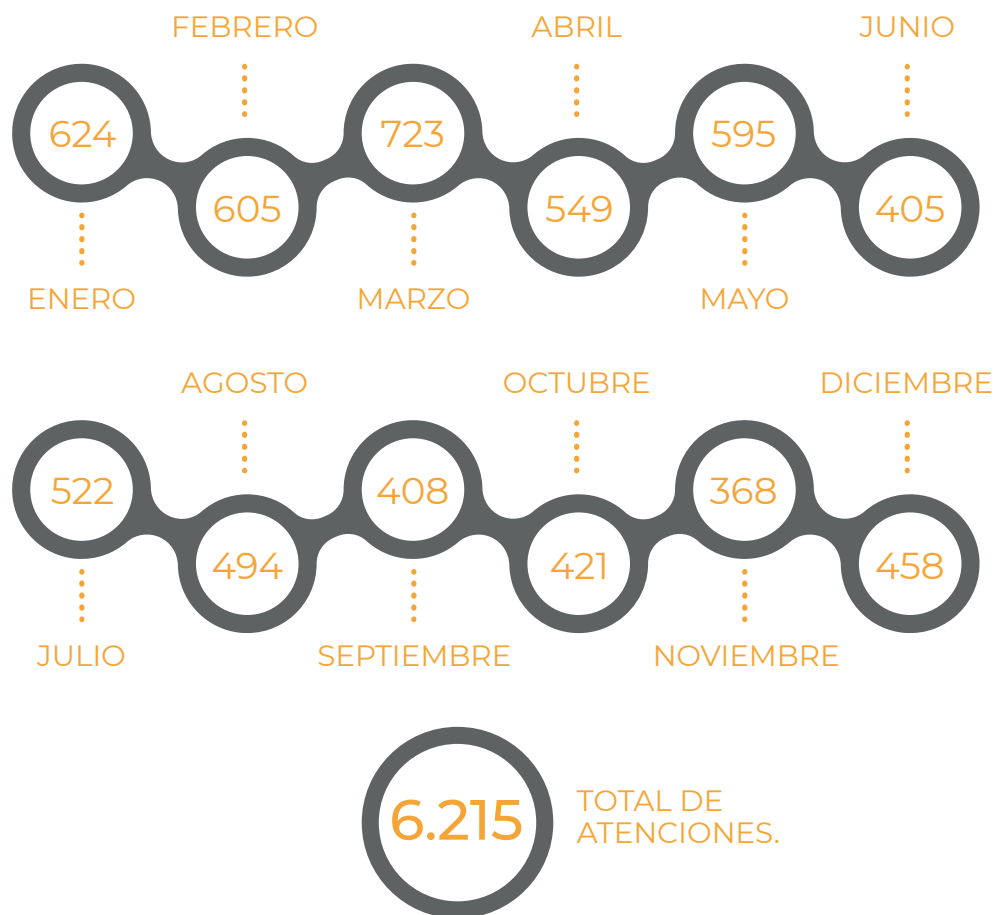 FEBRERO
ABRIL
JUNIO
624
723
595
605
549
405
ENERO
MARZO
MAYO
AGOSTO
OCTUBRE
DICIEMBRE
522
408
368
494
421
458
JULIO
SEPTIEMBRE
NOVIEMBRE
6.215
TOTAL DE
ATENCIONES.